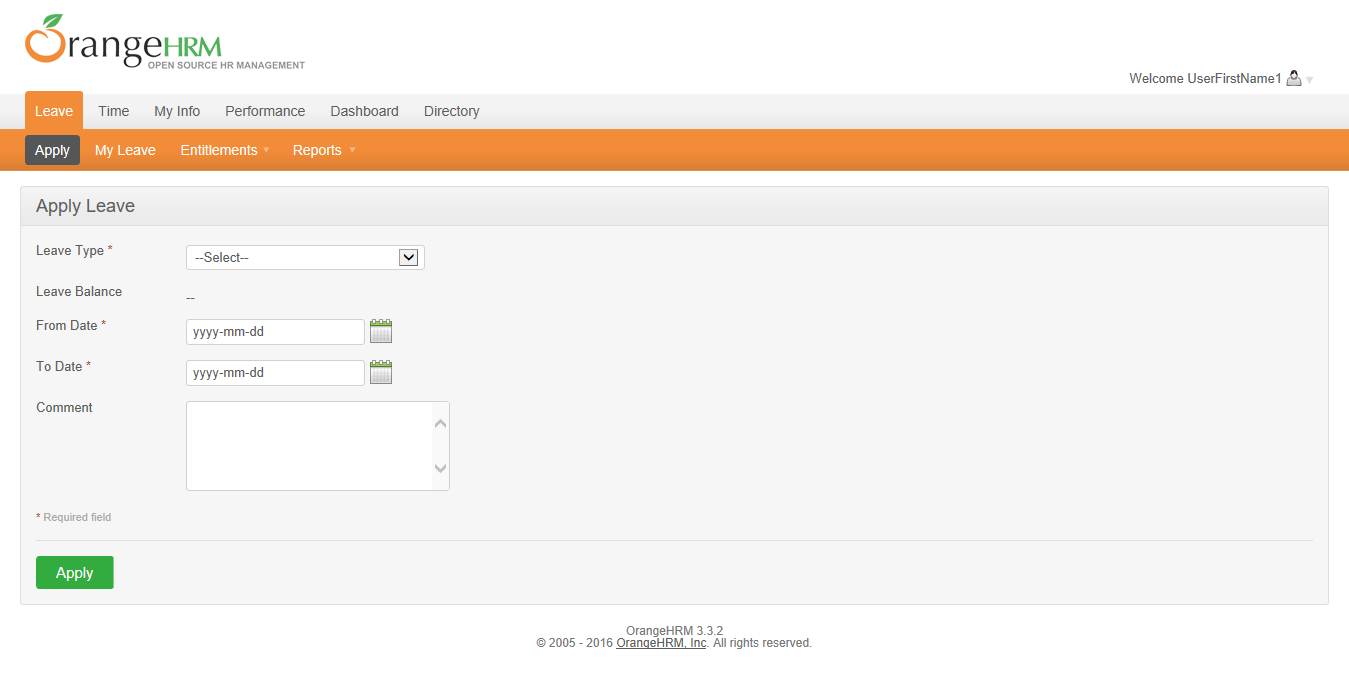 OrangeHRM
OPEN SOURCE HR MANAGEMENT
Welcome UserFirstName1
Leave Time My Info Performance Dashboard Directory
Apply My Leave Entitlements Reports
Apply Leave
Leave Type * --Select--
Leave Balance --
From Date * yyyy-mm-dd
To Date * yyyy-mm-dd
Comment
* Required field
Apply
OrangeHRM 3.3.2
© 2005 - 2016 OrangeHRM, Inc. All rights reserved.